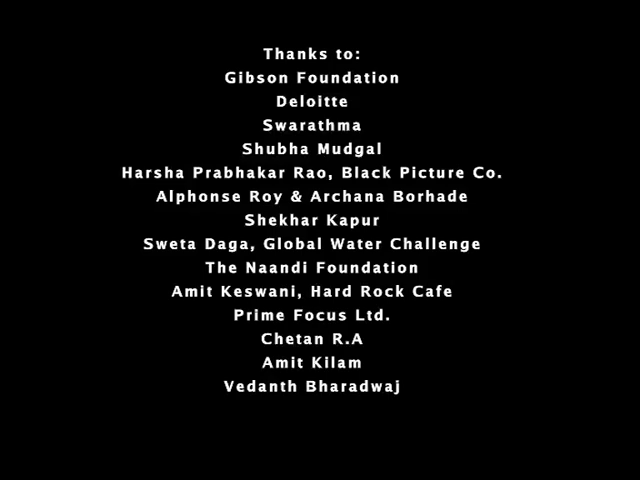 Thanks to:
Gibson Foundation
Deloitte
Swarathma
Shubha Mudgal
Harsha Prabhakar Rao, Black Picture Co.
Alphonse Roy & Archana Borhade
Shekhar Kapur
Sweta Daga, Global Water Challenge
The Naandi Foundation
Amit Keswani, Hard Rock Cafe
Prime Focus Ltd.
Chetan R.A
Amit Kilam
Vedanth Bharadwaj